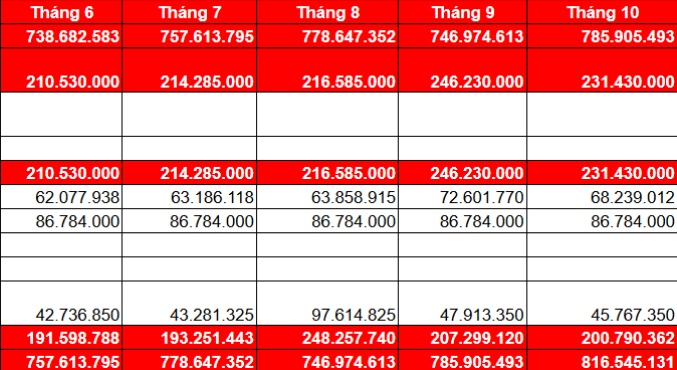 Tháng 6 Tháng 7 Tháng 8 Tháng 9 Tháng 10
738.682.583 757.613.795 778.647.352 746.974.613 785.905.493
210.530.000 214.285.000 216.585.000 246.230.000 231.430.000
210.530.000 214.285.000 216.585.000 246.230.000 231.430.000
62.077.938 63.186.118 63.858.915 72.601.770 68.239.012
86.784.000 86.784.000 86.784.000 86.784.000 86.784.000
42.736.850 43.281.325 97.614.825 47.913.350 45.767.350
191.598.788 193.251.443 248.257.740 207.299.120 200.790.362
757.613.795 778.647.352 746.974.613 785.905.493 816.545.131